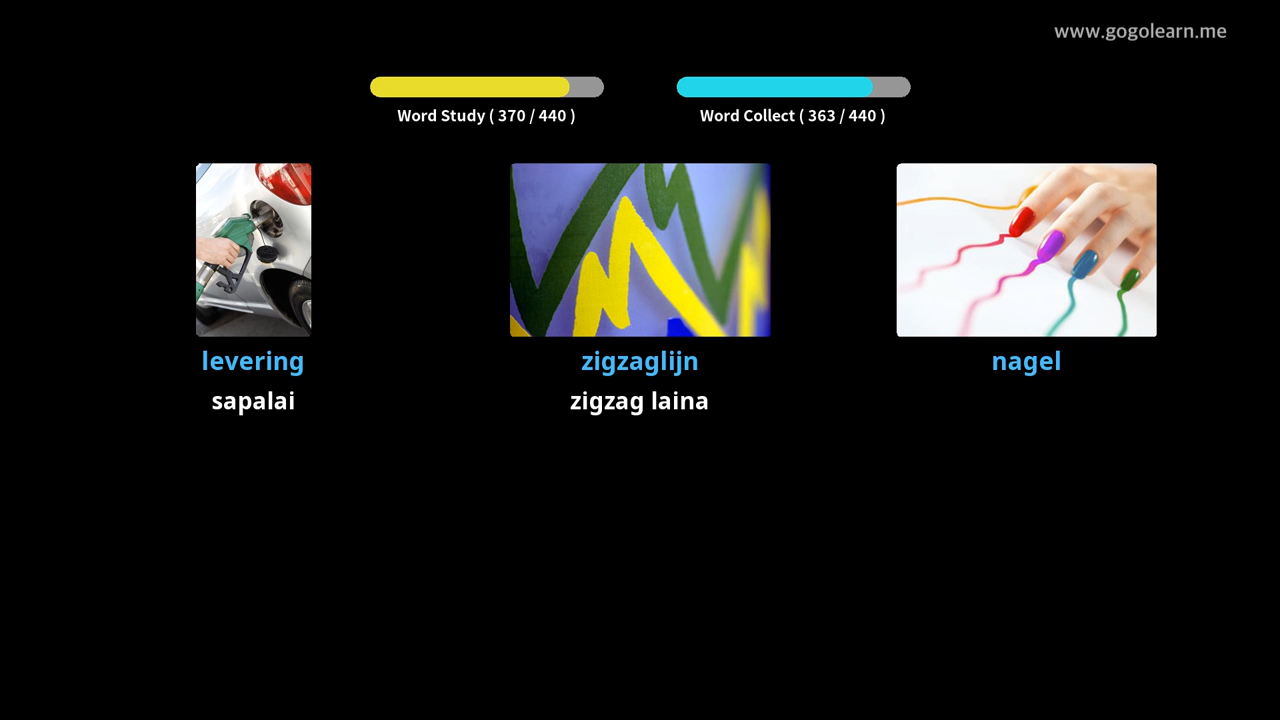 www.gogolearn.me
Word Study ( 370 / 440 )
Word Collect ( 363 / 440 )
levering
zigzaglijn
nagel
sapalai
zigzag laina